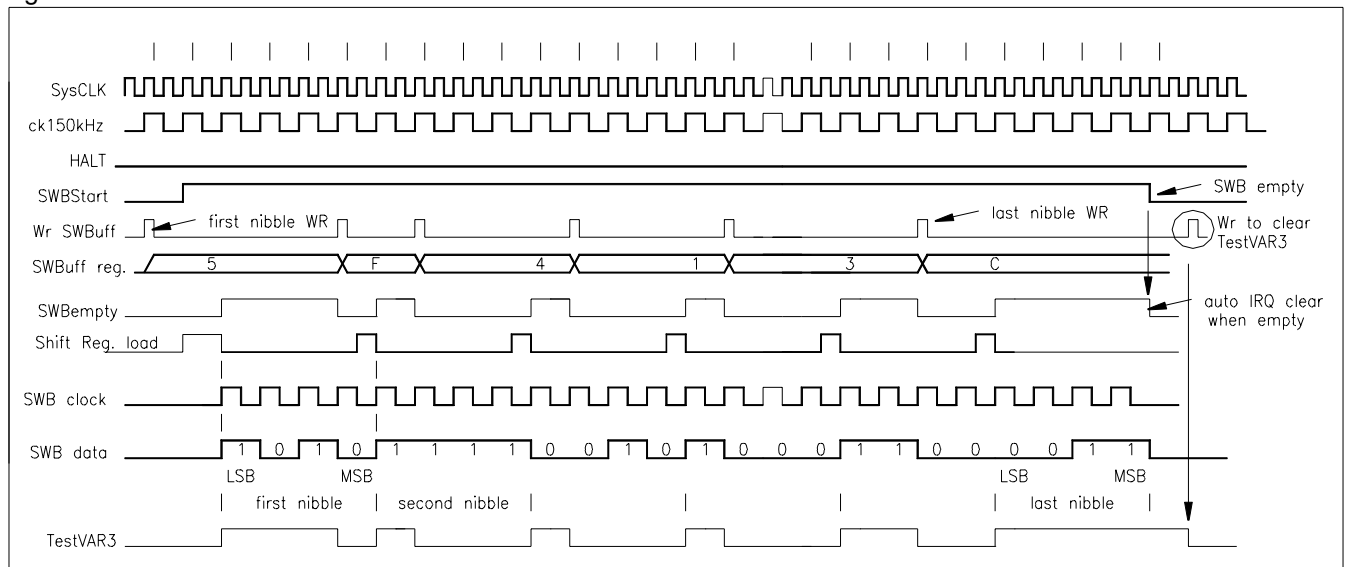 SysCLK
ck150kHz
HALT
SWBStart
SWB empty
Wr SWBuff
first nibble WR
last nibble WR
Wr to clear
TestVAR3
SWBuff reg.
5 F 4 1 3 C
SWBempty
auto IRQ clear
when empty
Shift Reg. load
SWB clock
SWB data
1 0 1 0 1 1 1 1 0 0 1 0 1 0 0 0 1 1 0 0 0 0 1 1
LSB MSB LSB MSB
first nibble second nibble last nibble
TestVAR3